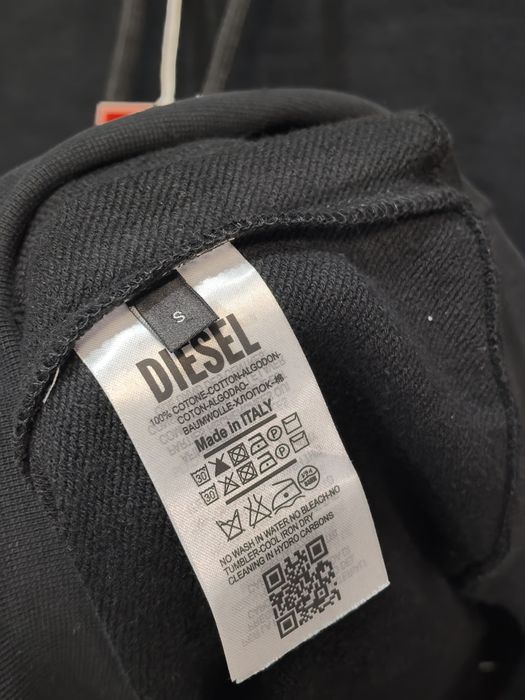 S
DIESEL
100% COTONE-COTTON-ALGODON-
COTON-ALGODAO-
BAUMWOLLE-ХЛОПОК-棉
Made in ITALY
30
30
NO WASH IN WATER.NO BLEACH-NO
TUMBLER-COOL IRON DRY
CLEANING IN HYDRO CARBONS